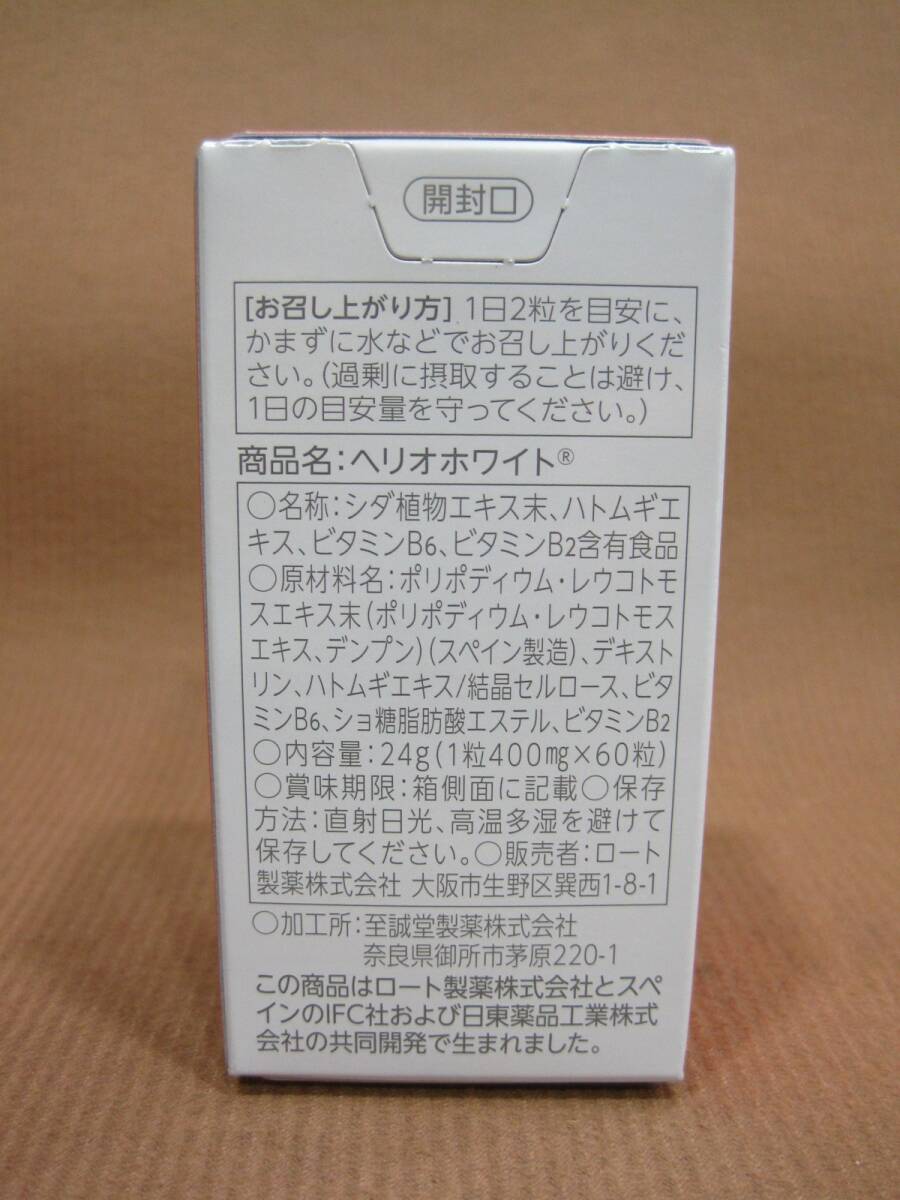 開封口
[お召し上がり方] 1日2粒を目安に、
かまずに水などでお召し上がりくだ
さい。(過剰に摂取することは避け、
1日の目安量を守ってください。)
商品名:ヘリオホワイト®
○名称:シダ植物エキス末、ハトムギエ
キス、ビタミンB6、ビタミンB2含有食品
○原材料名:ポリポディウム・レウコトモ
スエキス末(ポリポディウム・レウコトモス
エキス、デンプン)(スペイン製造)、デキスト
リン、ハトムギエキス/結晶セルロース、ビタ
ミンB6、ショ糖脂肪酸エステル、ビタミンB2
○内容量:24g(1粒400㎎×60粒)
○賞味期限:箱側面に記載○保存
方法:直射日光、高温多湿を避けて
保存してください。○販売者:ロート
製薬株式会社 大阪市生野区巽西1-8-1
○加工所:至誠堂製薬株式会社
奈良県御所市茅原220-1
この商品はロート製薬株式会社とスペ
インのIFC社および日東薬品工業株式
会社の共同開発で生まれました。